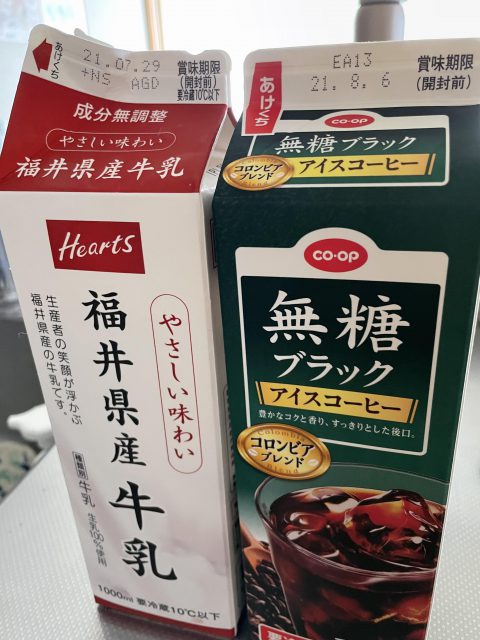 あけくち
21.07.29
+NS AGD
賞味期限
(開封前)
要冷蔵10℃以下
成分無調整
やさしい味わい
福井県産牛乳
Hearts
やさしい味わい
福井県産牛乳
生産者の笑顔が浮かぶ
福井県産の牛乳です。
種類別 牛乳
生乳100%使用
1000ml 要冷蔵10℃以下
あけくち
EA13
21.8.6
賞味期限
(開封前)
CO·OP
無糖ブラック
アイスコーヒー
コロンビア
ブレンド
Blend
CO·OP
無糖
ブラック
アイスコーヒー
豊かなコクと香り、すっきりとした後口。
Colombia
コロンビア
ブレンド
Blend